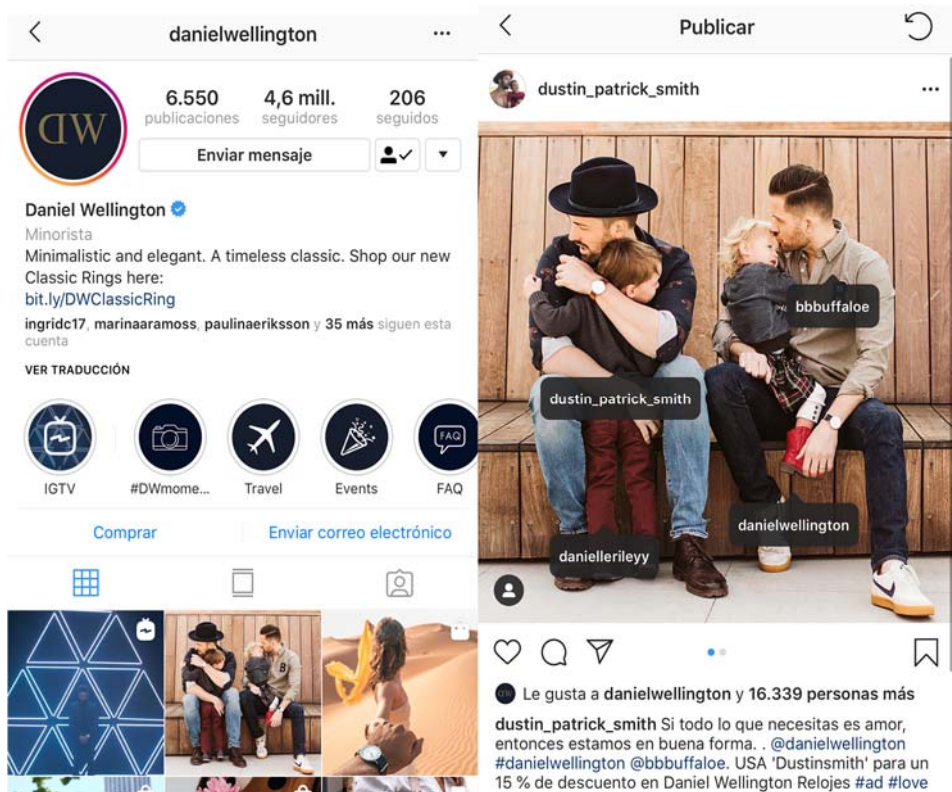 danielwellington
...
6.550 4,6 mill. 206
publicaciones seguidores seguidos
Enviar mensaje
DW
Daniel Wellington
Minorista
Minimalistic and elegant. A timeless classic. Shop our new
Classic Rings here:
bit.ly/DWClassicRing
ingridc17, marinaaramoss, paulinaeriksson y 35 más siguen esta
cuenta
VER TRADUCCIÓN
FAQ
IGTV #DWmome... Travel Events FAQ
Comprar Enviar correo electrónico
B
Publicar
dustin_patrick_smith
...
bbbuffaloe
dustin_patrick_smith
danielwellington
daniellerileyy
DW
Le gusta a danielwellington y 16.339 personas más
dustin_patrick_smith Si todo lo que necesitas es amor,
entonces estamos en buena forma. . @danielwellington
#danielwellington @bbbuffaloe. USA 'Dustinsmith' para un
15 % de descuento en Daniel Wellington Relojes #ad #love